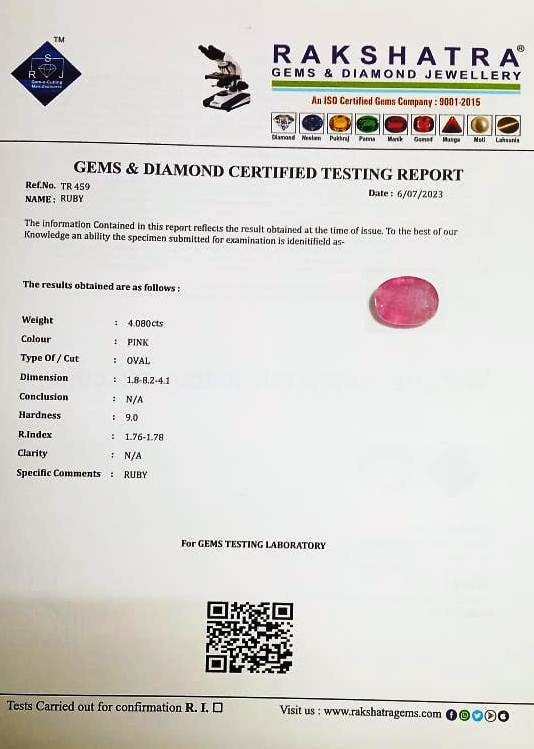 TM
S
R J
Gem-n-Cutting
Manufacturers
RAKSHATRA®
GEMS & DIAMOND JEWELLERY
An ISO Certified Gems Company : 9001-2015
Diamond Neelam Pukhraj Panna Manik Gomed Munga Moti Lahsunia
GEMS & DIAMOND CERTIFIED TESTING REPORT
Ref.No. TR 459
Date : 6/07/2023
NAME : RUBY
The information Contained in this report reflects the result obtained at the time of issue. To the best of our
Knowledge an ability the specimen submitted for examination is idenitifield as-
The results obtained are as follows :
Weight : 4.080cts
Colour : PINK
Type Of / Cut : OVAL
Dimension : 1.8-8.2-4.1
Conclusion : N/A
Hardness : 9.0
R.Index : 1.76-1.78
Clarity : N/A
Specific Comments : RUBY
For GEMS TESTING LABORATORY
Tests Carried out for confirmation R. I. ☐
Visit us : www.rakshatragems.com